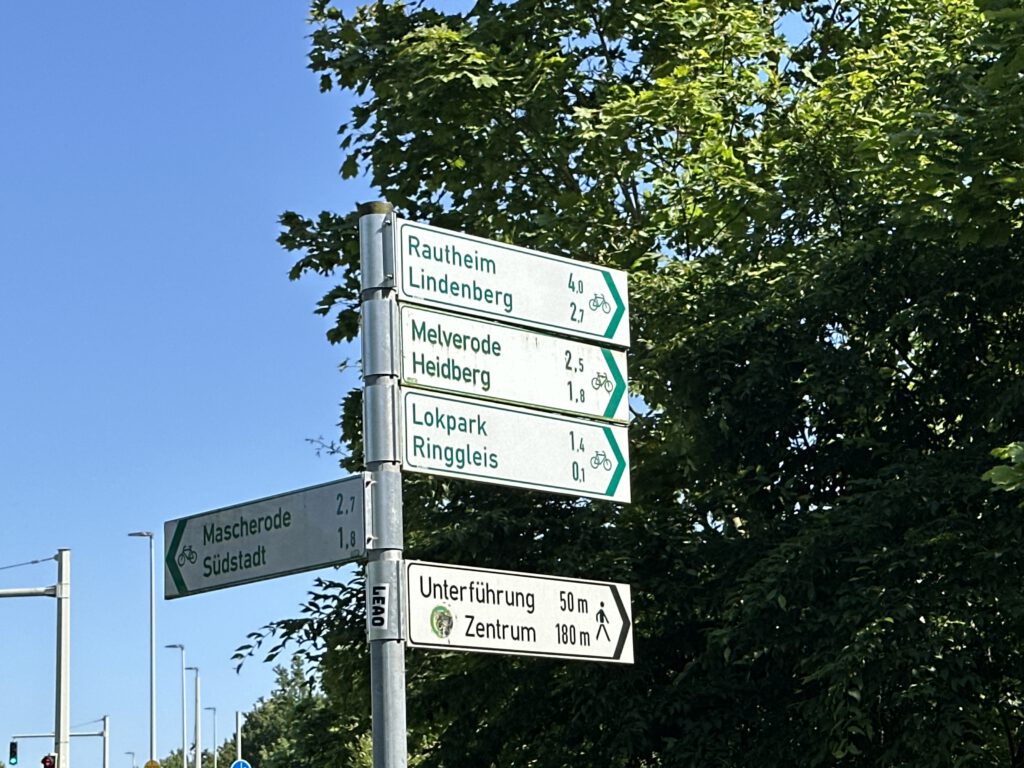 Rautheim 4,0
Lindenberg 2,7
Melverode 2,5
Heidberg 1,8
Lokpark 1,4
Ringgleis 0,1
Mascherode 2,7
Südstadt 1,8
Unterführung 50 m
Zentrum 180 m
LEAO